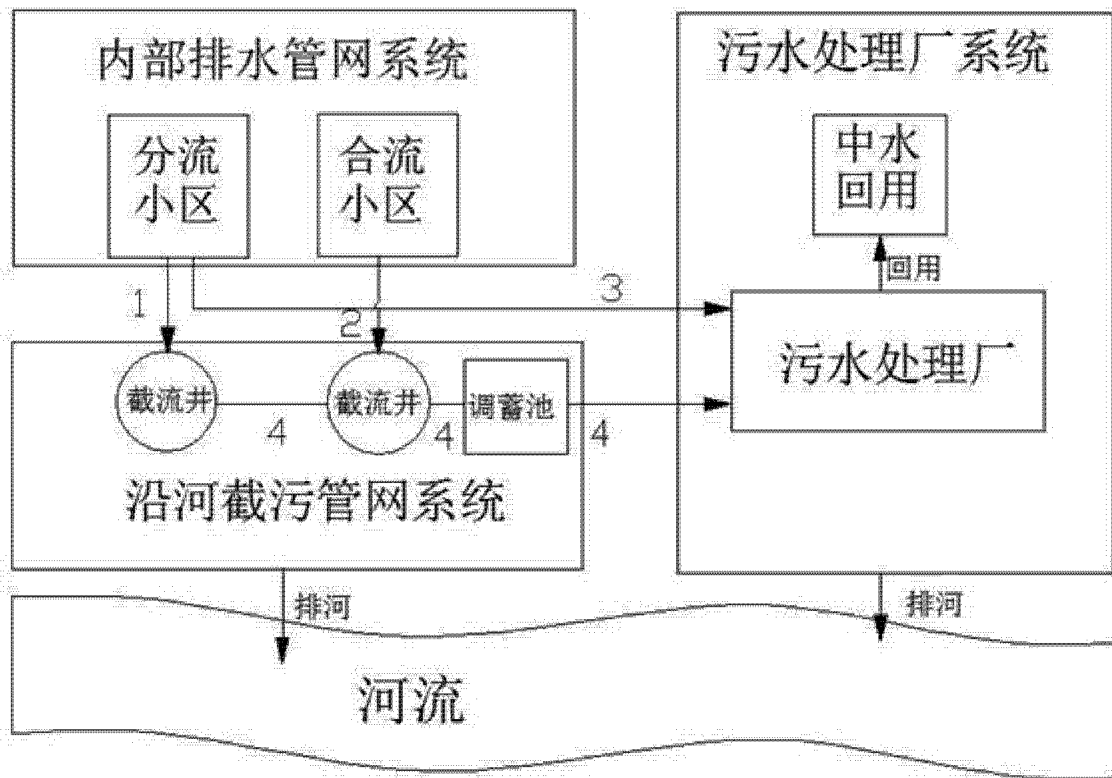 内部排水管网系统
污水处理厂系统
分流
小区
合流
小区
中水
回用
回用
1
2
3
污水处理厂
截流井
截流井
调蓄池
4
4
4
沿河截污管网系统
排河
排河
河流